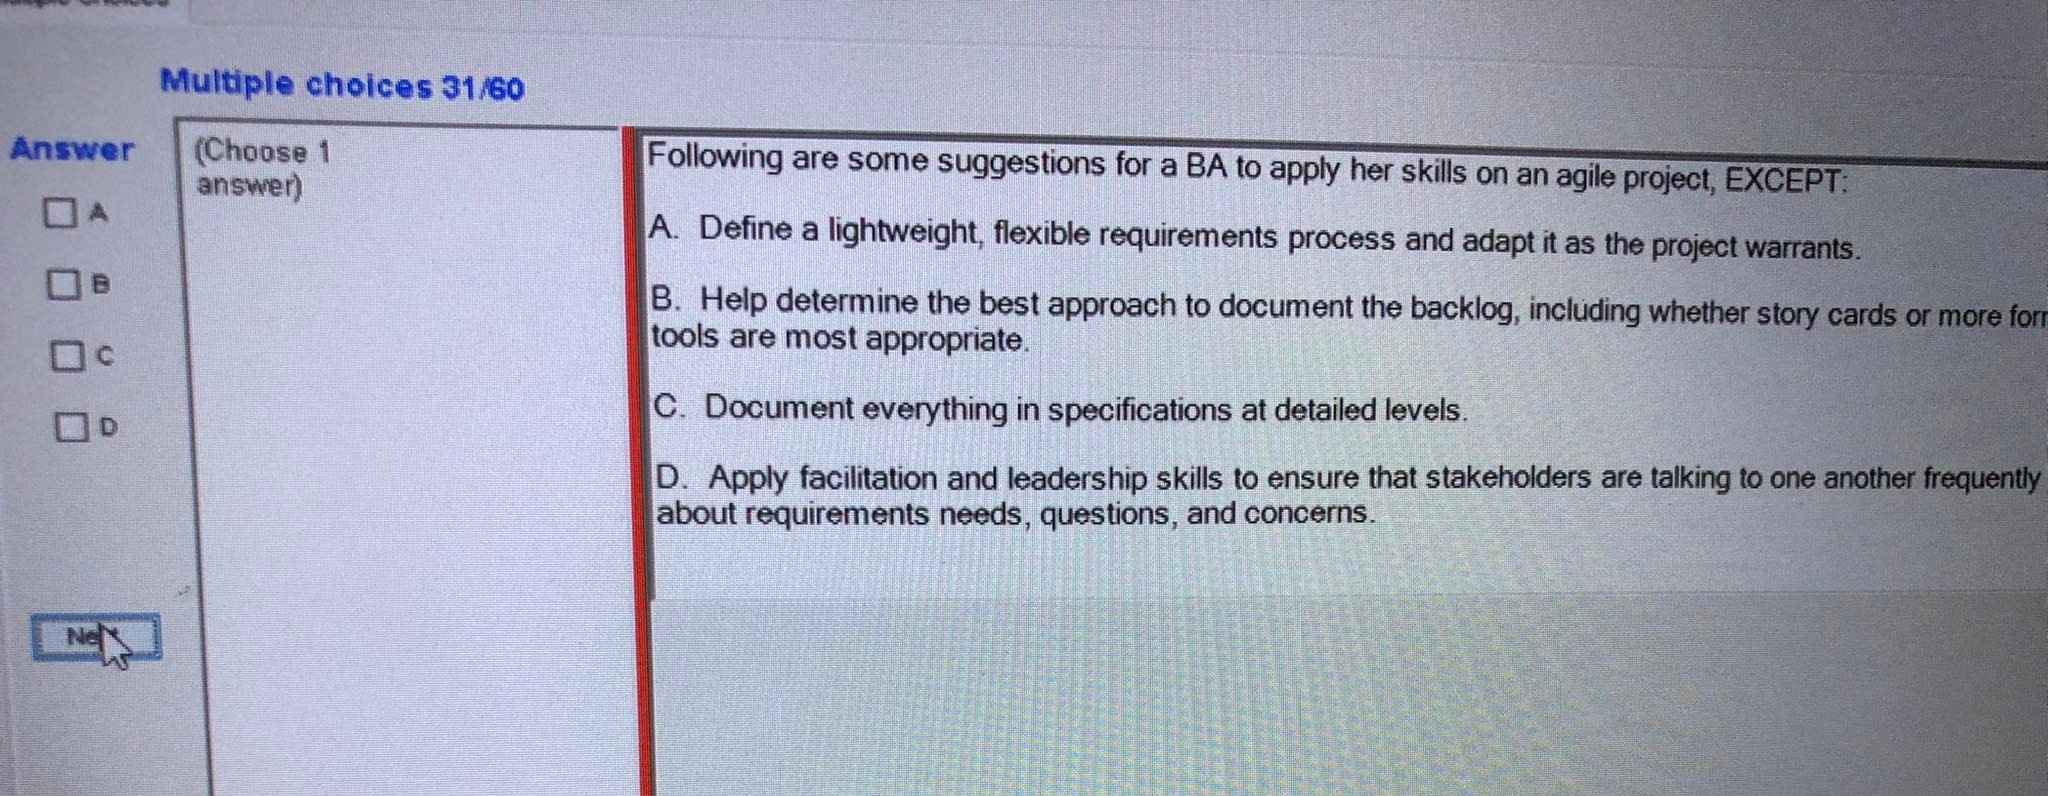 Multiple choices 31/60
Answer
(Choose 1
answer)
A
B
C
D
Following are some suggestions for a BA to apply her skills on an agile project, EXCEPT:
A. Define a lightweight, flexible requirements process and adapt it as the project warrants.
B. Help determine the best approach to document the backlog, including whether story cards or more
tools are most appropriate.
C. Document everything in specifications at detailed levels.
D. Apply facilitation and leadership skills to ensure that stakeholders are talking to one another frequently
about requirements needs, questions, and concerns.